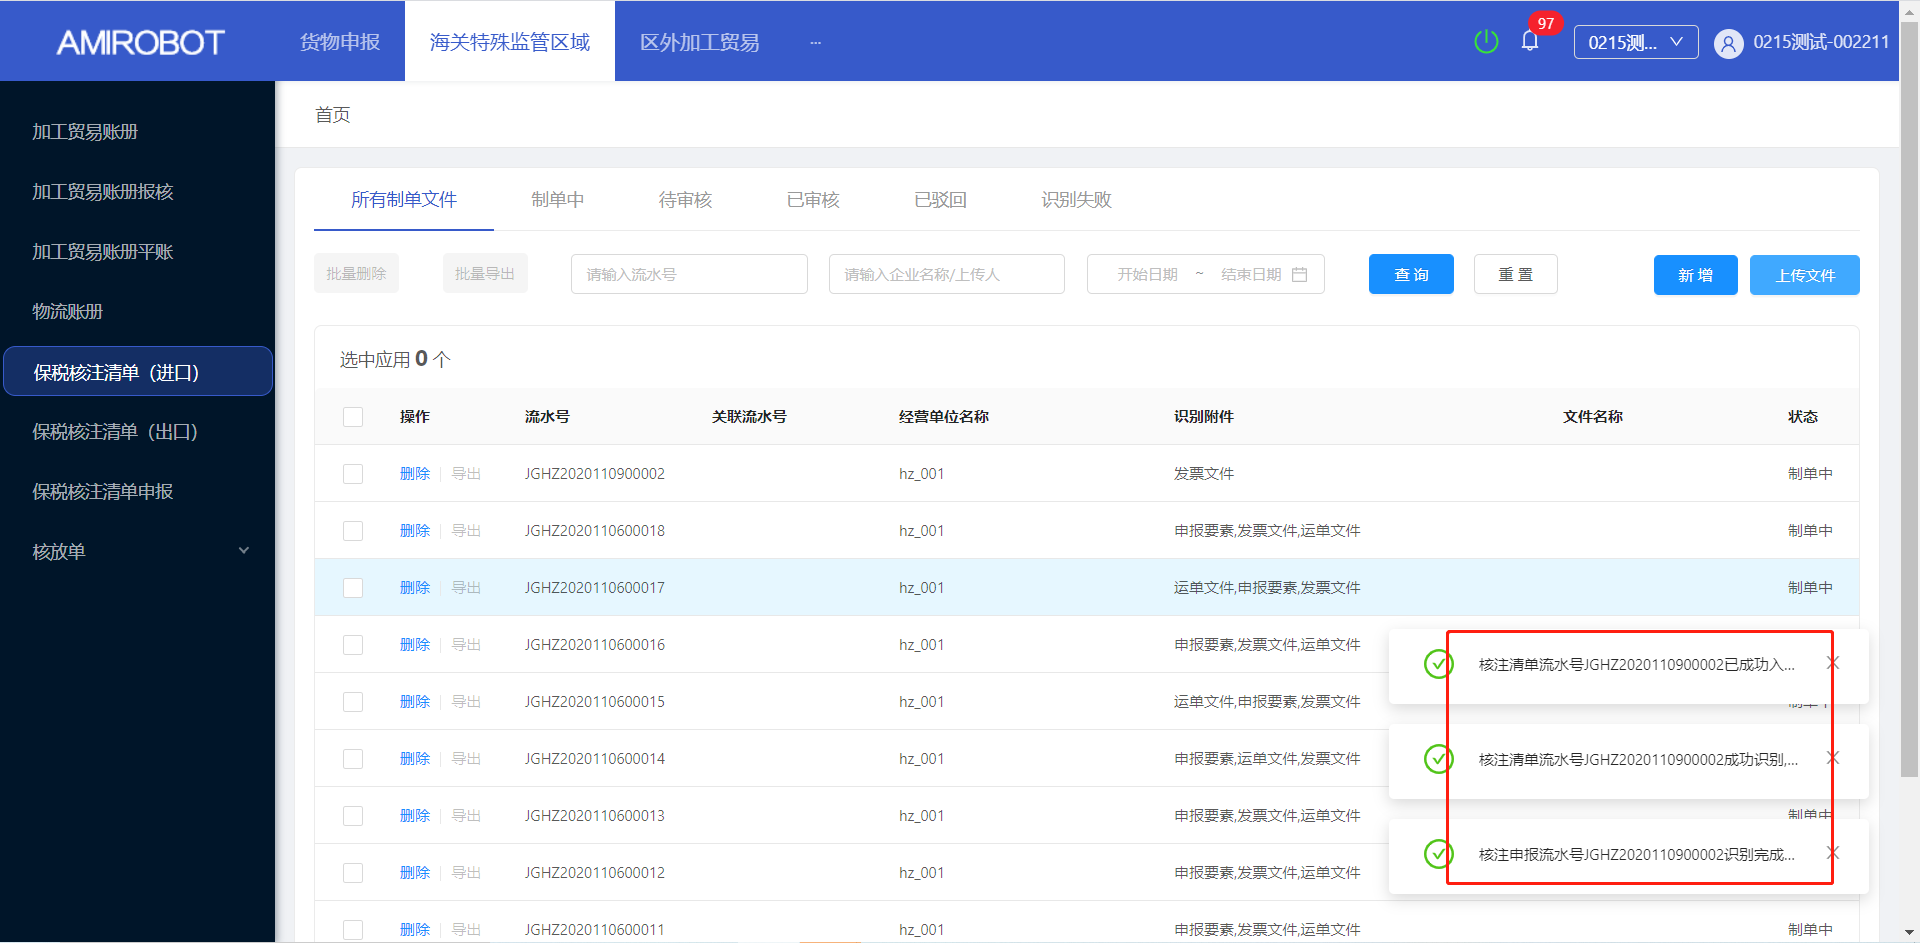 AMIROBOT
货物申报
海关特殊监管区域
区外加工贸易
...
97
0215测...
0215测试-002211
加工贸易账册
加工贸易账册报核
加工贸易账册平账
物流账册
保税核注清单（进口）
保税核注清单（出口）
保税核注清单申报
核放单
首页
所有制单文件 制单中 待审核 已审核 已驳回 识别失败
批量删除 批量导出 请输入流水号 请输入企业名称/上传人 开始日期 ~ 结束日期 查 询 重 置 新 增 上传文件
选中应用 0 个
操作 流水号 关联流水号 经营单位名称 识别附件 文件名称 状态
删除 导出 JGHZ2020110900002 hz_001 发票文件 制单中
删除 导出 JGHZ2020110600018 hz_001 申报要素,发票文件,运单文件 制单中
删除 导出 JGHZ2020110600017 hz_001 运单文件,申报要素,发票文件 制单中
删除 导出 JGHZ2020110600016 hz_001 申报要素,发票文件,运单文件
核注清单流水号JGHZ2020110900002已成功入...
删除 导出 JGHZ2020110600015 hz_001 运单文件,申报要素,发票文件 制单中
删除 导出 JGHZ2020110600014 hz_001 申报要素,运单文件,发票文件
核注清单流水号JGHZ2020110900002成功识别,...
删除 导出 JGHZ2020110600013 hz_001 申报要素,发票文件,运单文件 制单中
核注申报流水号JGHZ2020110900002识别完成...
删除 导出 JGHZ2020110600012 hz_001 申报要素,发票文件,运单文件
删除 导出 JGHZ2020110600011 hz_001 申报要素,发票文件,运单文件 制单中